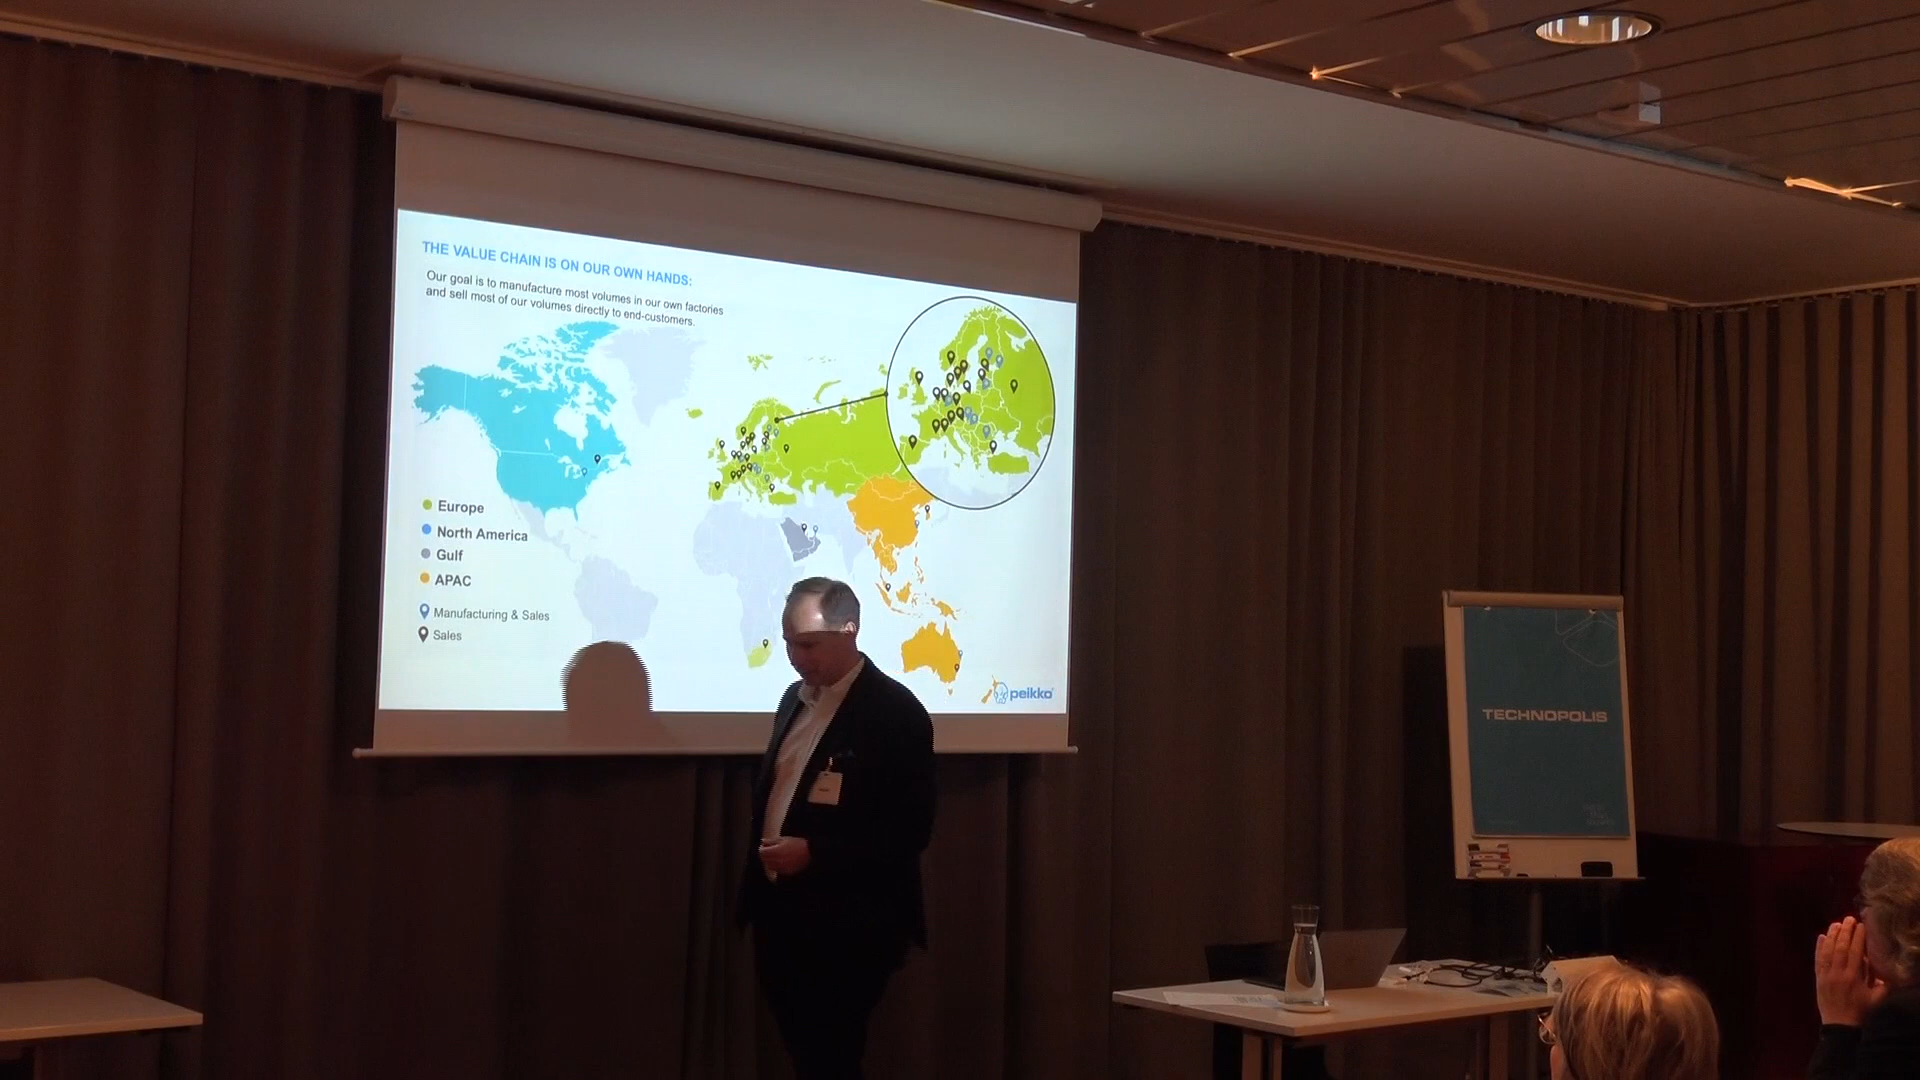 THE VALUE CHAIN IS ON OUR OWN HANDS:
Our goal is to manufacture most volumes in our own factories
and sell most of our volumes directly to end-customers.
Europe
North America
Gulf
APAC
Manufacturing & Sales
Sales
peikko
TECHNOPOLIS